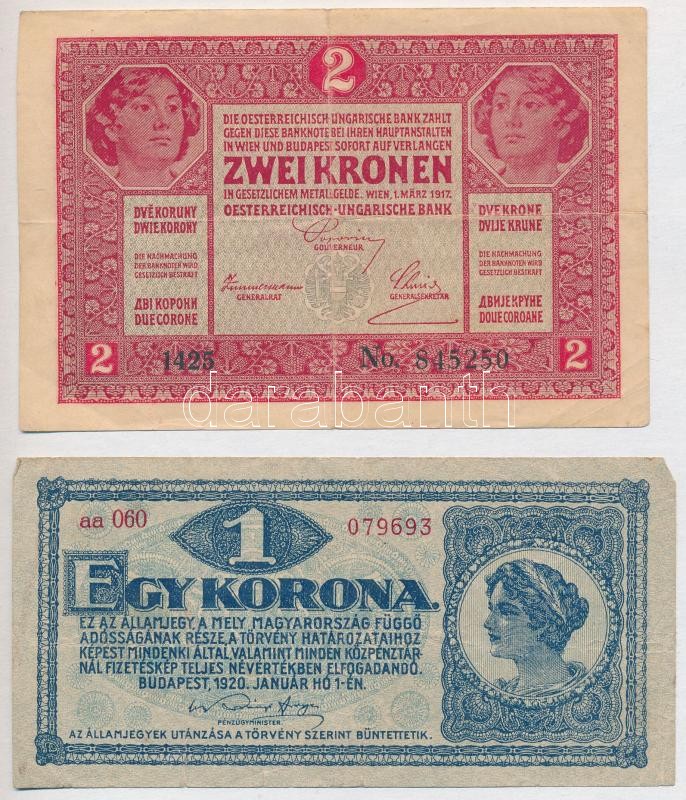 2
DIE OESTERREICHISCH-UNGARISCHE BANK ZAHLT
GEGEN DIESE BANKNOTE BEI IHREN HAUPTANSTALTEN
IN WIEN UND BUDAPEST SOFORT AUF VERLANGEN
ZWEI KRONEN
IN GESETZLICHEM METALLGELDE. WIEN, 1. MÄRZ 1917.
OESTERREICHISCH-UNGARISCHE BANK
DVĚ KORUNY
DWIE KORONY
DIE NACHMACHUNG
DER BANKNOTEN WIRD
GESETZLICH BESTRAFT
ДВІ КОРОНИ
DUE CORONE
GOUVERNEUR
GENERALRAT
GENERALSEKRETÄR
DVE KRONE
DVIJE KRUNE
DIE NACHMACHUNG
DER BANKNOTEN WIRD
GESETZLICH BESTRAFT
ДВИЈЕ КРУНЕ
DOUE COROANE
2
1425
No. 845250
2
darabanth
aa 060
1
079693
EGY KORONA.
EZ AZ ÁLLAMJEGY, A MELY MAGYARORSZÁG FÜGGŐ
ADÓSSÁGÁNAK RÉSZE, A TÖRVÉNY HATÁROZATAIHOZ
KÉPEST MINDENKI ÁLTAL, VALAMINT MINDEN KÖZPÉNZTÁR-
NÁL FIZETÉSKÉP TELJES NÉVÉRTÉKBEN ELFOGADANDÓ.
BUDAPEST, 1920. JANUÁR HÓ 1-ÉN.
PÉNZÜGYMINISTER.
AZ ÁLLAMJEGYEK UTÁNZÁSA A TÖRVÉNY SZERINT BÜNTETTETIK.